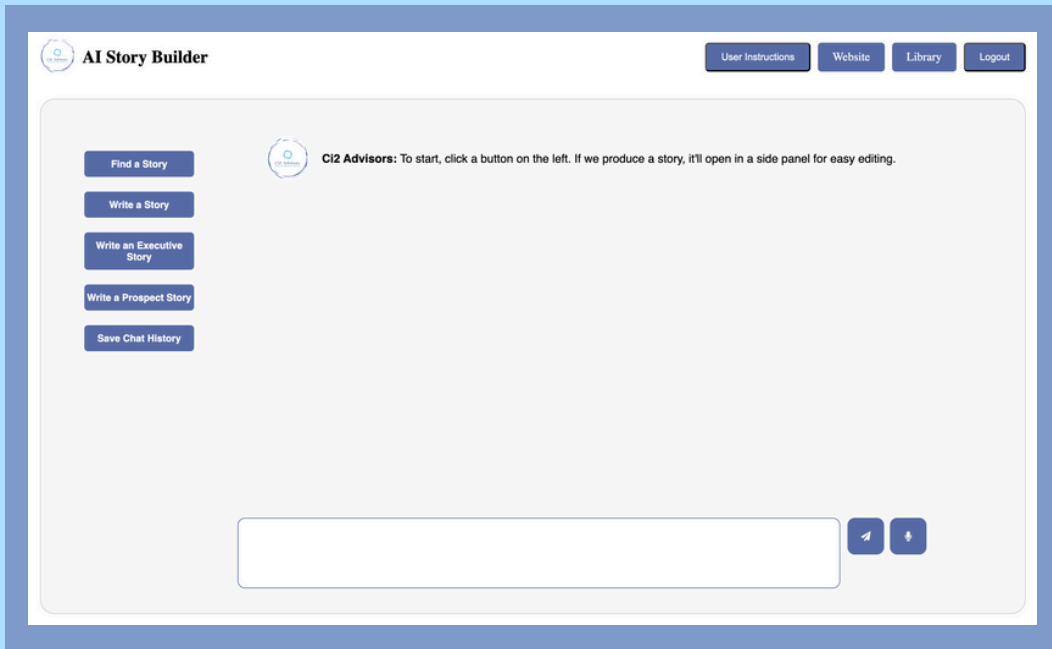 AI Story Builder
User Instructions
Website
Library
Logout
Find a Story
Write a Story
Write an Executive
Story
Write a Prospect Story
Save Chat History
Ci2 Advisors: To start, click a button on the left. If we produce a story, it'll open in a side panel for easy editing.